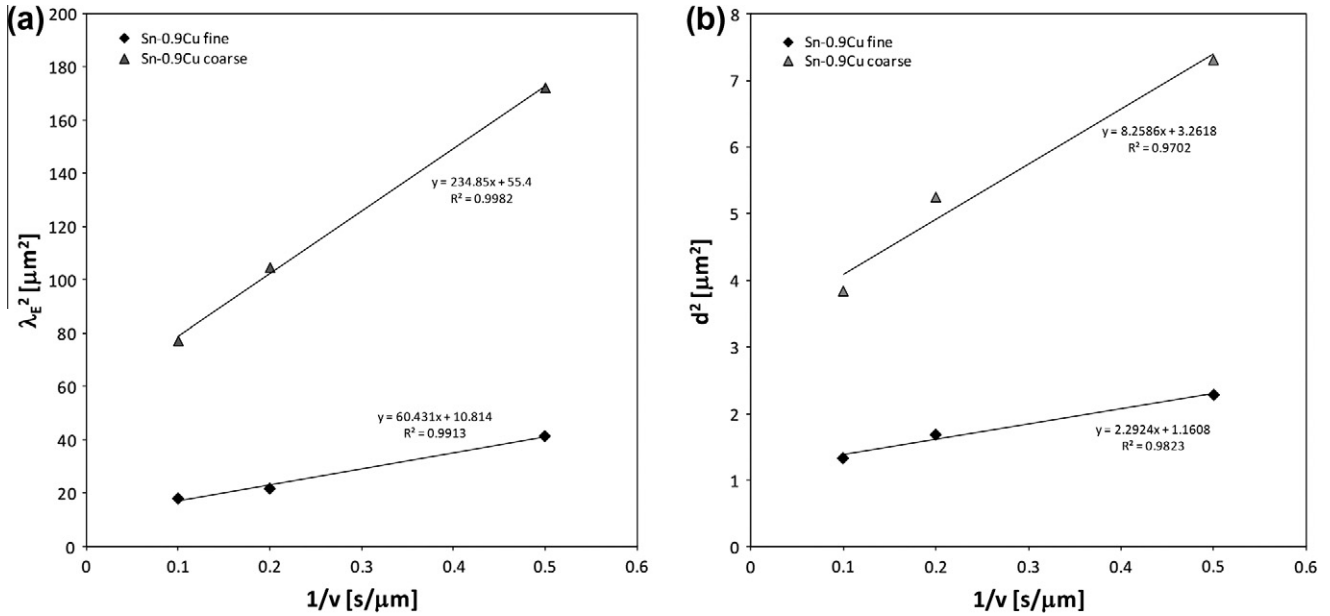 (a)
200
180
160
140
120
100
80
60
40
20
0
λE² [μm²]
◆ Sn-0.9Cu fine
▲ Sn-0.9Cu coarse
y = 234.85x + 55.4
R² = 0.9982
y = 60.431x + 10.814
R² = 0.9913
0 0.1 0.2 0.3 0.4 0.5 0.6
1/v [s/μm]
(b)
8
7
6
5
4
3
2
1
0
d² [μm²]
◆ Sn-0.9Cu fine
▲ Sn-0.9Cu coarse
y = 8.2586x + 3.2618
R² = 0.9702
y = 2.2924x + 1.1608
R² = 0.9823
0 0.1 0.2 0.3 0.4 0.5 0.6
1/v [s/μm]